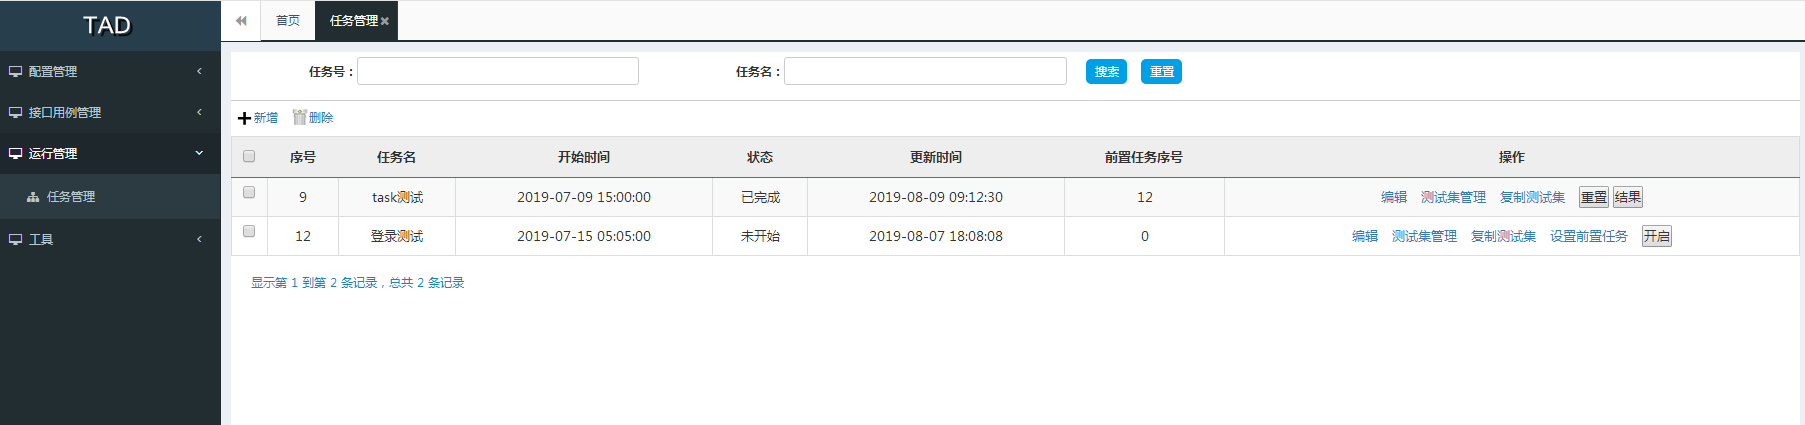 TAD
首页 任务管理
配置管理
接口用例管理
运行管理
任务管理
工具
任务号： 任务名： 搜索 重置
新增 删除
序号 任务名 开始时间 状态 更新时间 前置任务序号 操作
9 task测试 2019-07-09 15:00:00 已完成 2019-08-09 09:12:30 12 编辑 测试集管理 复制测试集 重置 结果
12 登录测试 2019-07-15 05:05:00 未开始 2019-08-07 18:08:08 0 编辑 测试集管理 复制测试集 设置前置任务 开启
显示第 1 到第 2 条记录，总共 2 条记录